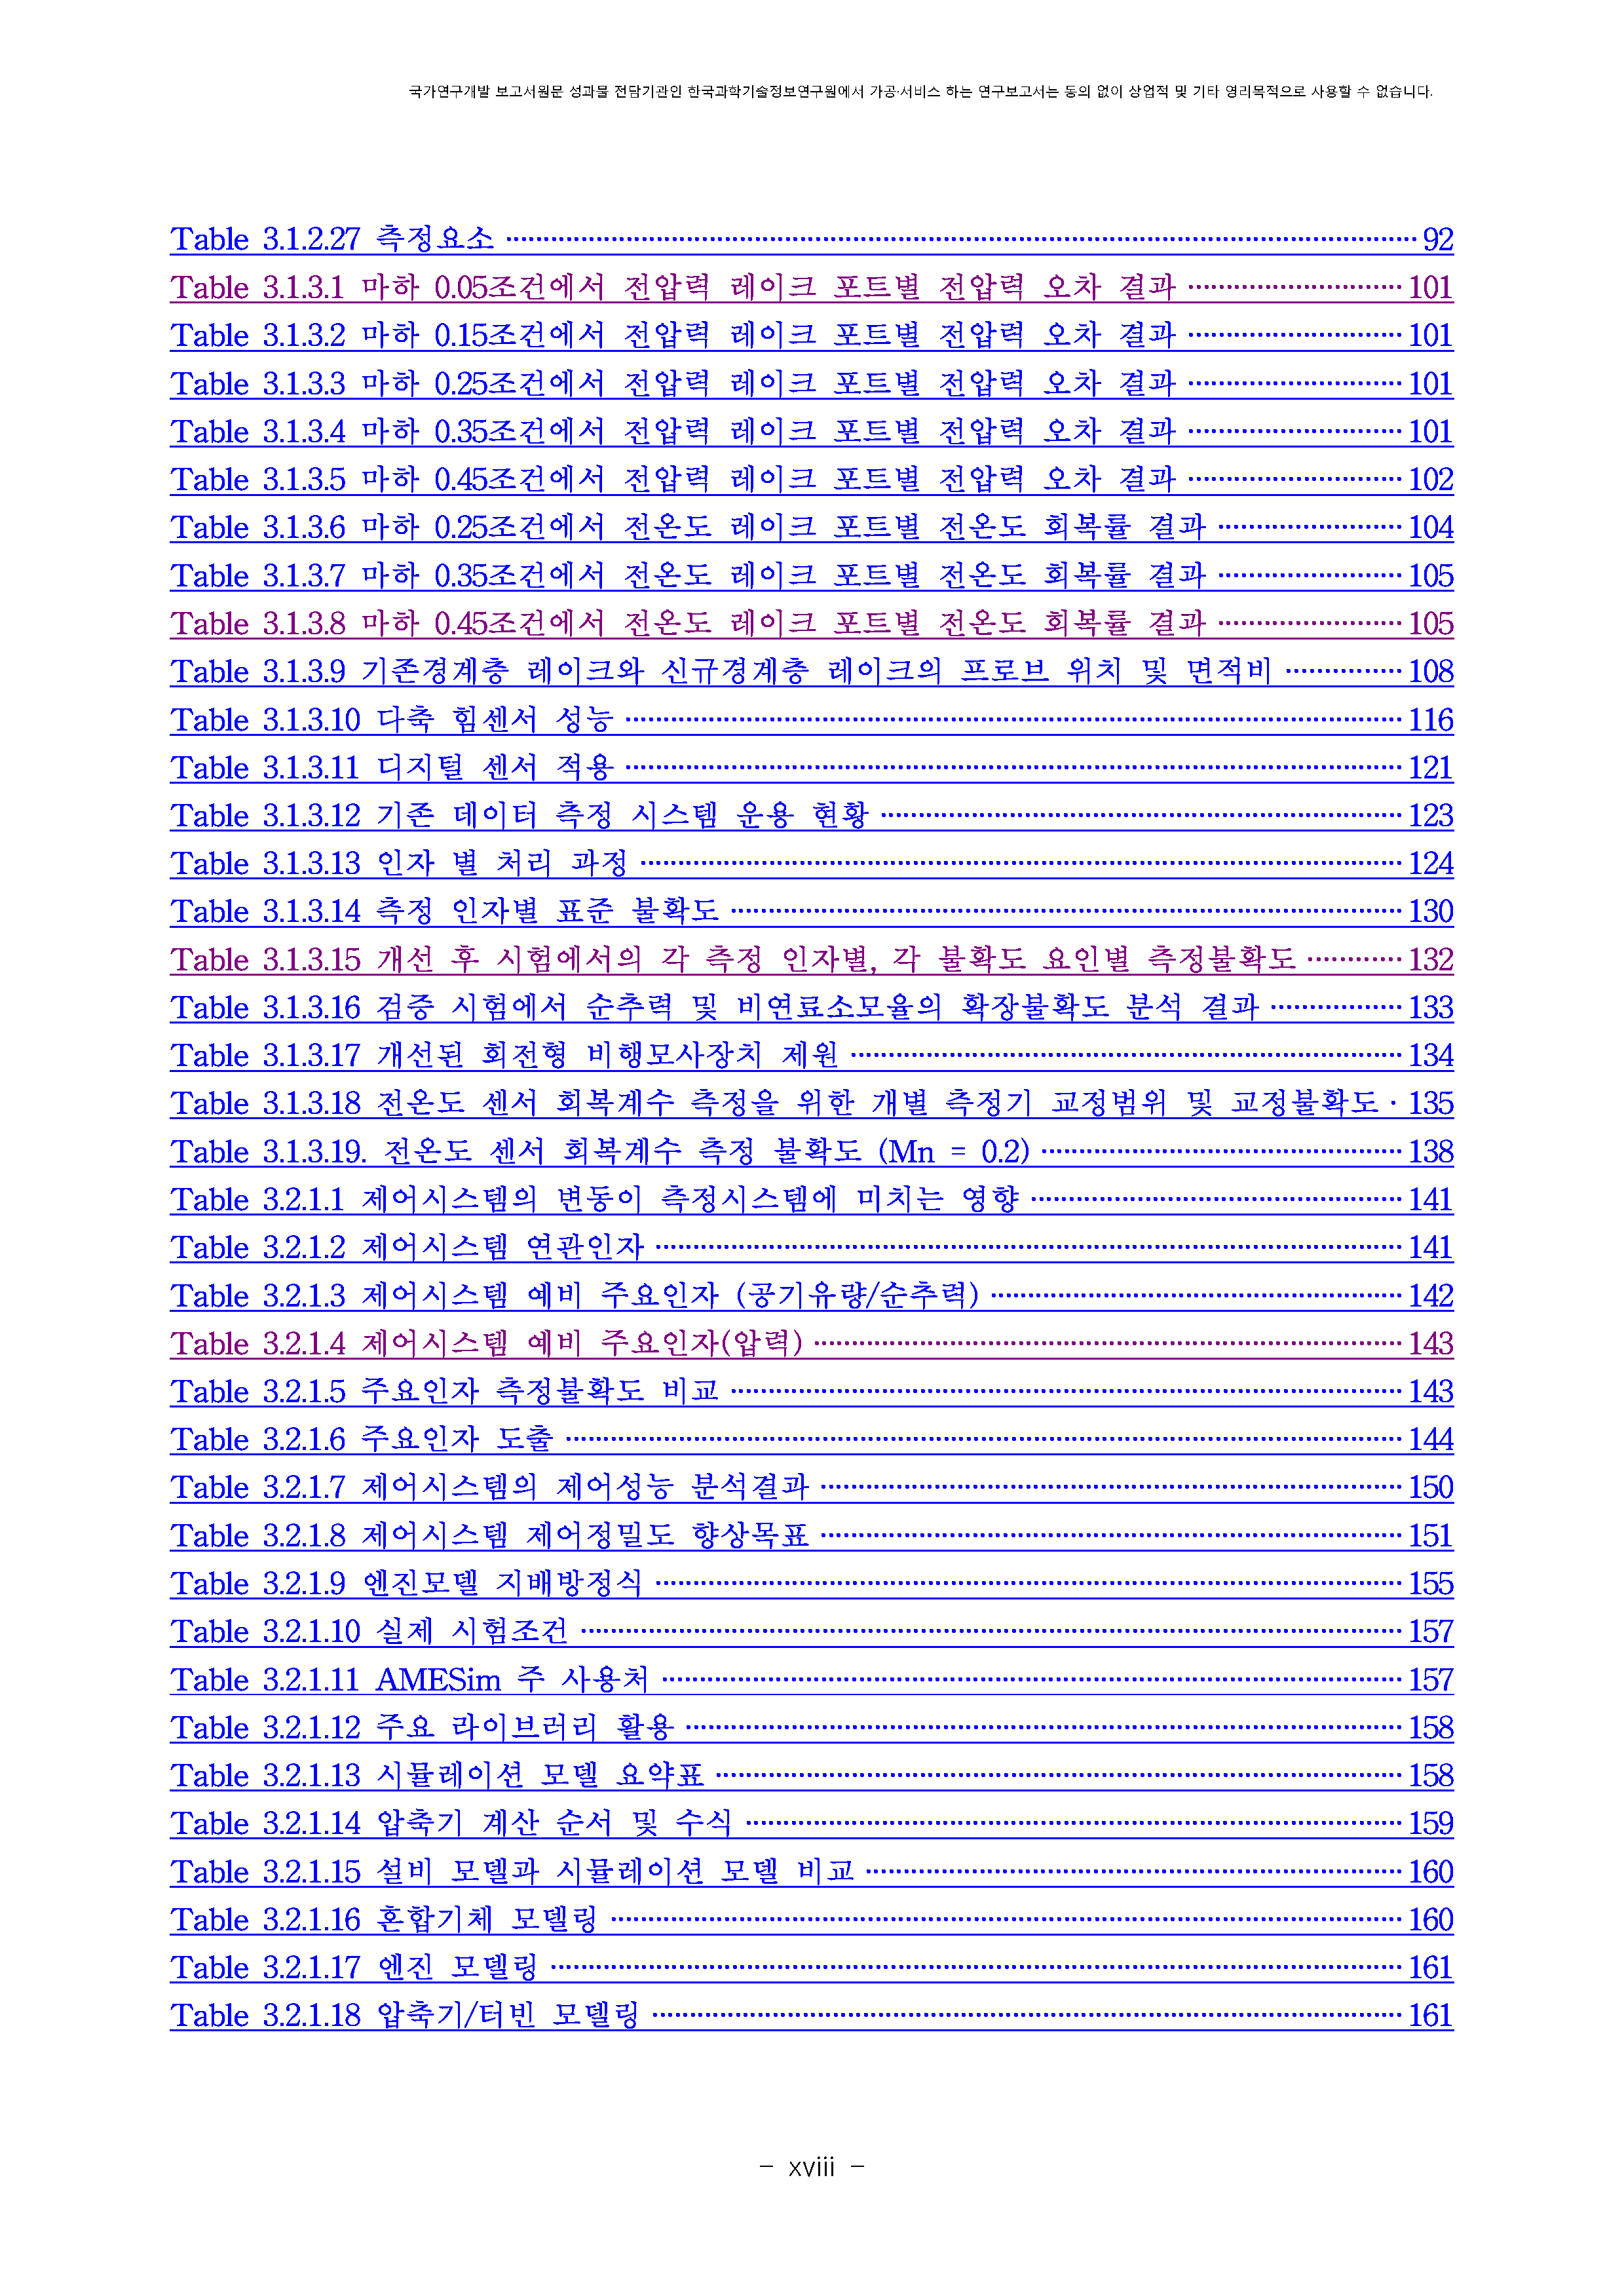 국가연구개발 보고서원문 성과물 전담기관인 한국과학기술정보연구원에서 가공·서비스 하는 연구보고서는 동의 없이 상업적 및 기타 영리목적으로 사용할 수 없습니다.
Table 3.1.2.27 측정요소 92
Table 3.1.3.1 마하 0.05조건에서 전압력 레이크 포트별 전압력 오차 결과 101
Table 3.1.3.2 마하 0.15조건에서 전압력 레이크 포트별 전압력 오차 결과 101
Table 3.1.3.3 마하 0.25조건에서 전압력 레이크 포트별 전압력 오차 결과 101
Table 3.1.3.4 마하 0.35조건에서 전압력 레이크 포트별 전압력 오차 결과 101
Table 3.1.3.5 마하 0.45조건에서 전압력 레이크 포트별 전압력 오차 결과 102
Table 3.1.3.6 마하 0.25조건에서 전온도 레이크 포트별 전온도 회복률 결과 104
Table 3.1.3.7 마하 0.35조건에서 전온도 레이크 포트별 전온도 회복률 결과 105
Table 3.1.3.8 마하 0.45조건에서 전온도 레이크 포트별 전온도 회복률 결과 105
Table 3.1.3.9 기존경계층 레이크와 신규경계층 레이크의 프로브 위치 및 면적비 108
Table 3.1.3.10 다축 힘센서 성능 116
Table 3.1.3.11 디지털 센서 적용 121
Table 3.1.3.12 기존 데이터 측정 시스템 운용 현황 123
Table 3.1.3.13 인자 별 처리 과정 124
Table 3.1.3.14 측정 인자별 표준 불확도 130
Table 3.1.3.15 개선 후 시험에서의 각 측정 인자별, 각 불확도 요인별 측정불확도 132
Table 3.1.3.16 검증 시험에서 순추력 및 비연료소모율의 확장불확도 분석 결과 133
Table 3.1.3.17 개선된 회전형 비행모사장치 제원 134
Table 3.1.3.18 전온도 센서 회복계수 측정을 위한 개별 측정기 교정범위 및 교정불확도 · 135
Table 3.1.3.19. 전온도 센서 회복계수 측정 불확도 (Mn = 0.2) 138
Table 3.2.1.1 제어시스템의 변동이 측정시스템에 미치는 영향 141
Table 3.2.1.2 제어시스템 연관인자 141
Table 3.2.1.3 제어시스템 예비 주요인자 (공기유량/순추력) 142
Table 3.2.1.4 제어시스템 예비 주요인자(압력) 143
Table 3.2.1.5 주요인자 측정불확도 비교 143
Table 3.2.1.6 주요인자 도출 144
Table 3.2.1.7 제어시스템의 제어성능 분석결과 150
Table 3.2.1.8 제어시스템 제어정밀도 향상목표 151
Table 3.2.1.9 엔진모델 지배방정식 155
Table 3.2.1.10 실제 시험조건 157
Table 3.2.1.11 AMESim 주 사용처 157
Table 3.2.1.12 주요 라이브러리 활용 158
Table 3.2.1.13 시뮬레이션 모델 요약표 158
Table 3.2.1.14 압축기 계산 순서 및 수식 159
Table 3.2.1.15 설비 모델과 시뮬레이션 모델 비교 160
Table 3.2.1.16 혼합기체 모델링 160
Table 3.2.1.17 엔진 모델링 161
Table 3.2.1.18 압축기/터빈 모델링 161
- xviii -